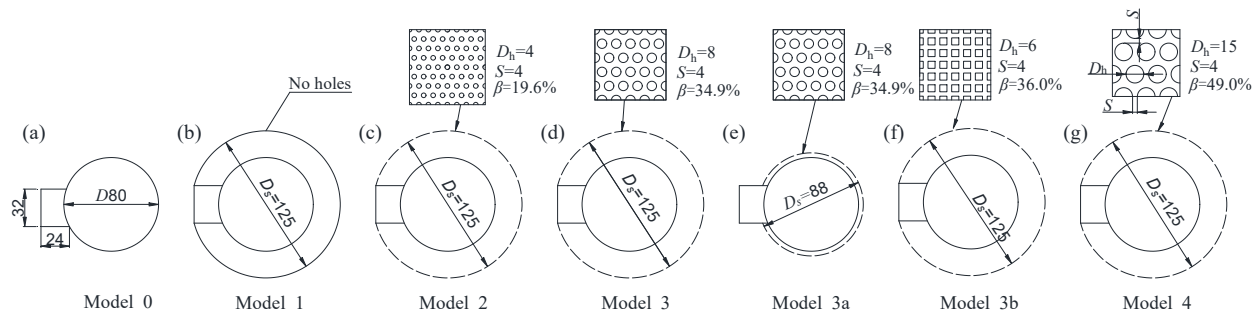 (a)
D80
32
24
Model 0
(b)
No holes
Ds=125
Model 1
(c)
Dh=4
S=4
β=19.6%
Ds=125
Model 2
(d)
Dh=8
S=4
β=34.9%
Ds=125
Model 3
(e)
Dh=8
S=4
β=34.9%
Ds=88
Model 3a
(f)
Dh=6
S=4
β=36.0%
Ds=125
Model 3b
(g)
S
Dh
S
Dh=15
S=4
β=49.0%
Ds=125
Model 4